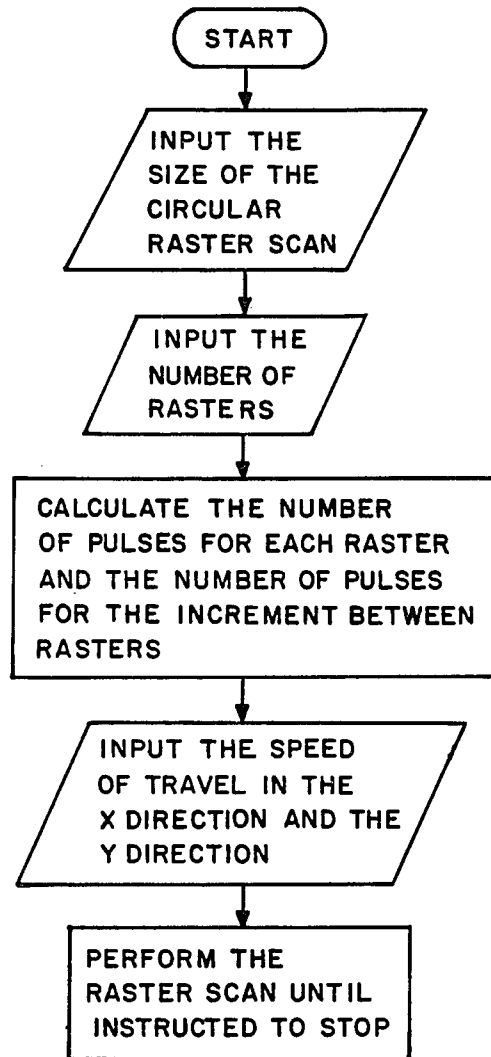 START
INPUT THE
SIZE OF THE
CIRCULAR
RASTER SCAN
INPUT THE
NUMBER OF
RASTERS
CALCULATE THE NUMBER
OF PULSES FOR EACH RASTER
AND THE NUMBER OF PULSES
FOR THE INCREMENT BETWEEN
RASTERS
INPUT THE SPEED
OF TRAVEL IN THE
X DIRECTION AND THE
Y DIRECTION
PERFORM THE
RASTER SCAN UNTIL
INSTRUCTED TO STOP